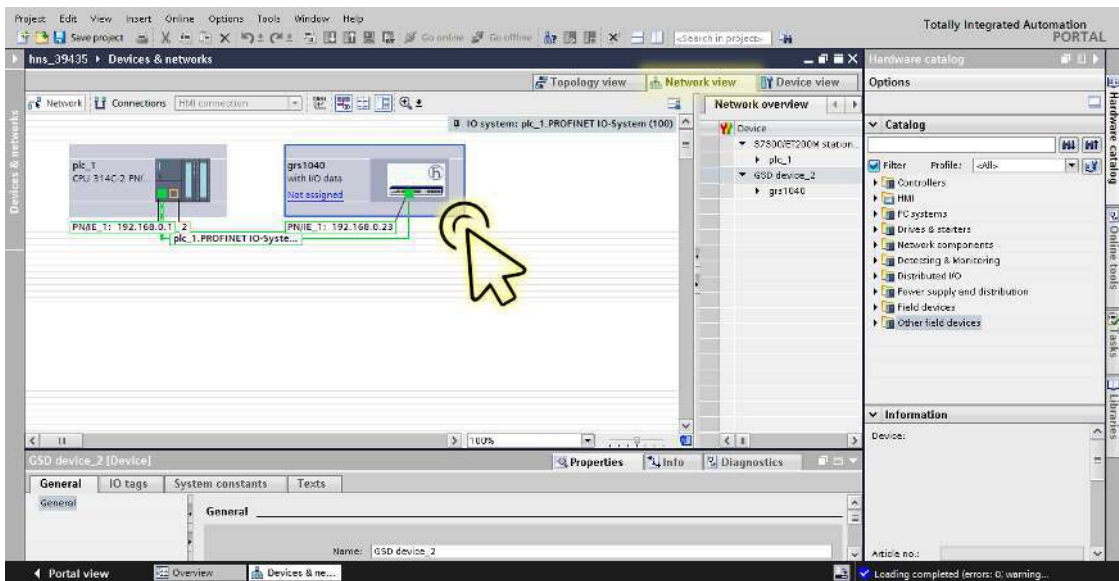 Project Edit View Insert Online Options Tools Window Help
Totally Integrated Automation
PORTAL
Save project Go online Go offline <Search in project>
hns_39435 Devices & networks
Hardware catalog
Topology view Network view Device view
Options
Network Connections HMI connection
Network overview
IO system: plc_1.PROFINET IO-System (100)
Device
Catalog
S7300/ET200M station...
plc_1
GSD device_2
grs1040
Filter Profile: <All>
Controllers
HMI
PC systems
Drives & starters
Network components
Detecting & Monitoring
Distributed I/O
Power supply and distribution
Field devices
Other field devices
plc_1
CPU 314C-2 PN/...
grs1040
with I/O data
Not assigned
PN/IE_1: 192.168.0.1 2
PN/IE_1: 192.168.0.23
plc_1.PROFINET IO-Syste...
Devices & networks
Hardware catalog
Online tools
Tasks
Libraries
100%
Information
Device:
Article no.:
GSD device_2 [Device]
Properties Info Diagnostics
General IO tags System constants Texts
General
General
Name: GSD device_2
Portal view Overview Devices & ne...
Loading completed (errors: 0, warning...